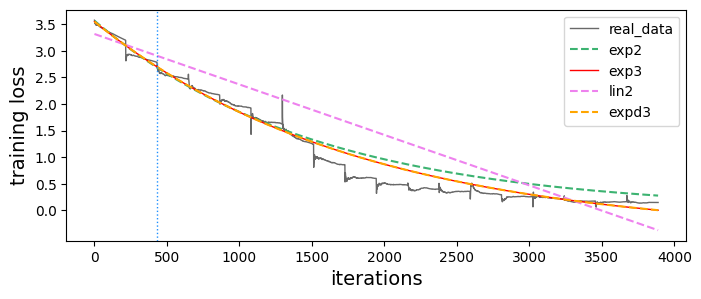 training loss
3.5
3.0
2.5
2.0
1.5
1.0
0.5
0.0
real_data
exp2
exp3
lin2
expd3
0 500 1000 1500 2000 2500 3000 3500 4000
iterations